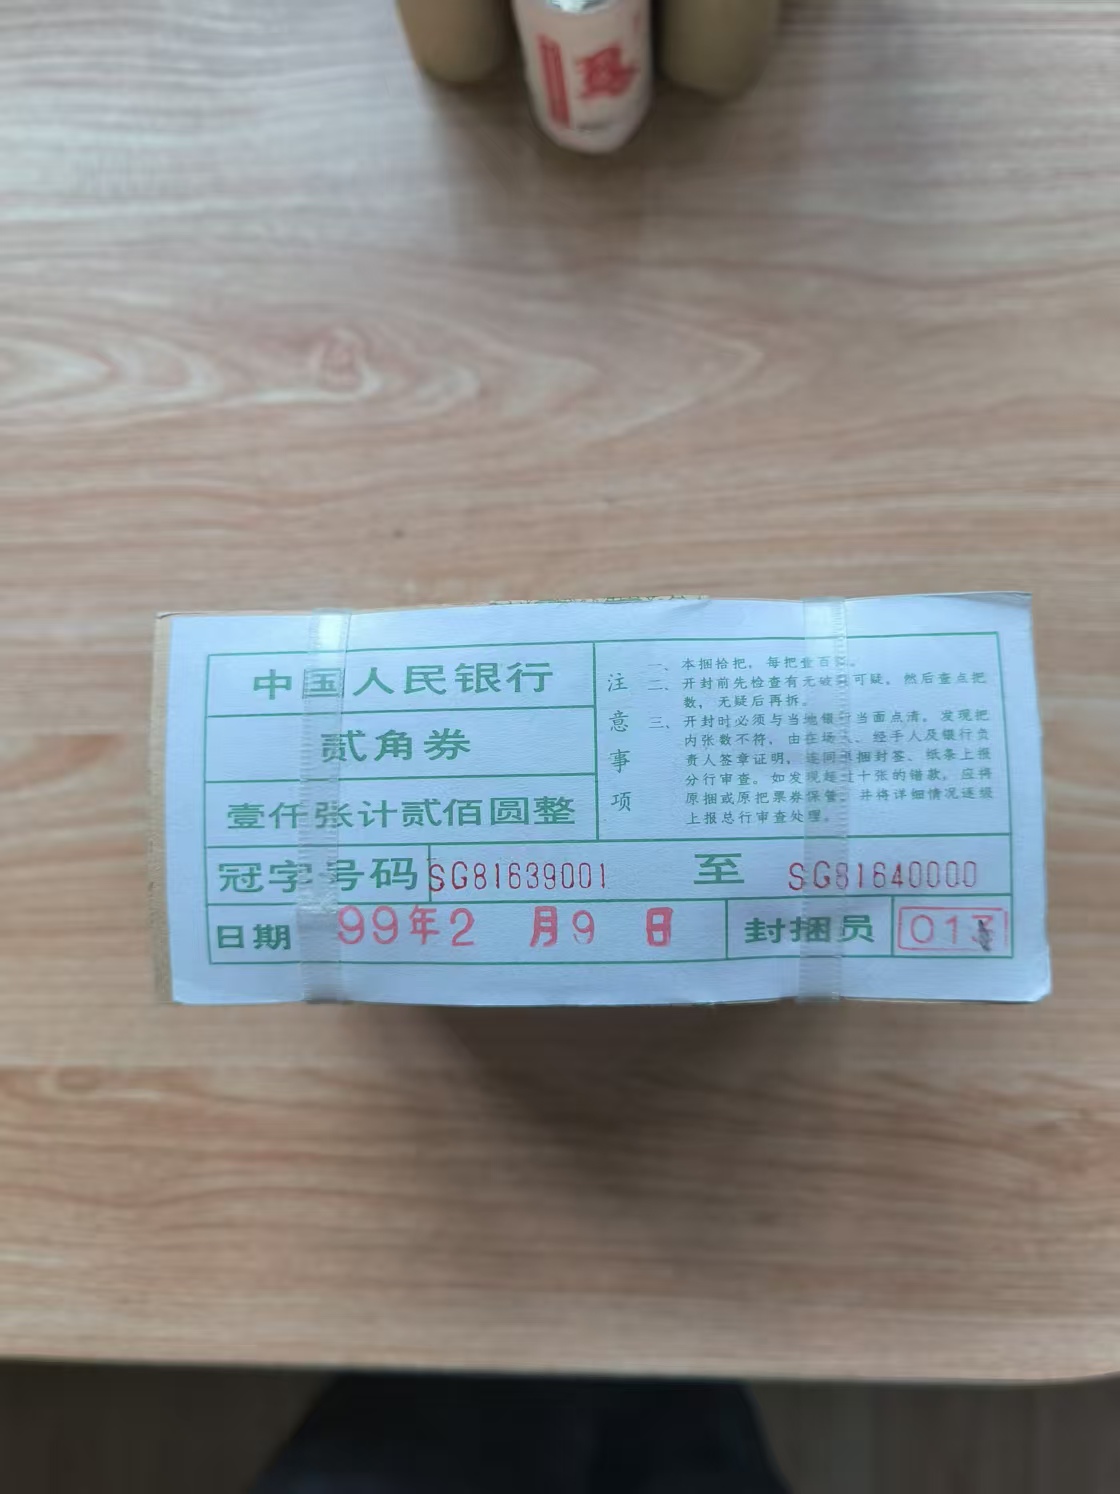 中国人民银行
贰角券
壹仟张计贰佰圆整
注意事项
一、本捆拾把，每把壹百张。
二、开封前先检查有无破裂可疑，然后查点把
数，无疑后再拆。
三、开封时必须与当地银行当面点清，发现把
内张数不符，由在场人、经手人及银行负
责人签章证明，连同原捆封签、纸条上报
分行审查。如发现超过十张的错款，应将
原捆或原把票券保管，并将详细情况逐级
上报总行审查处理。
冠字号码 SG81639001 至 SG81640000
日期 99年2月9日 封捆员 013